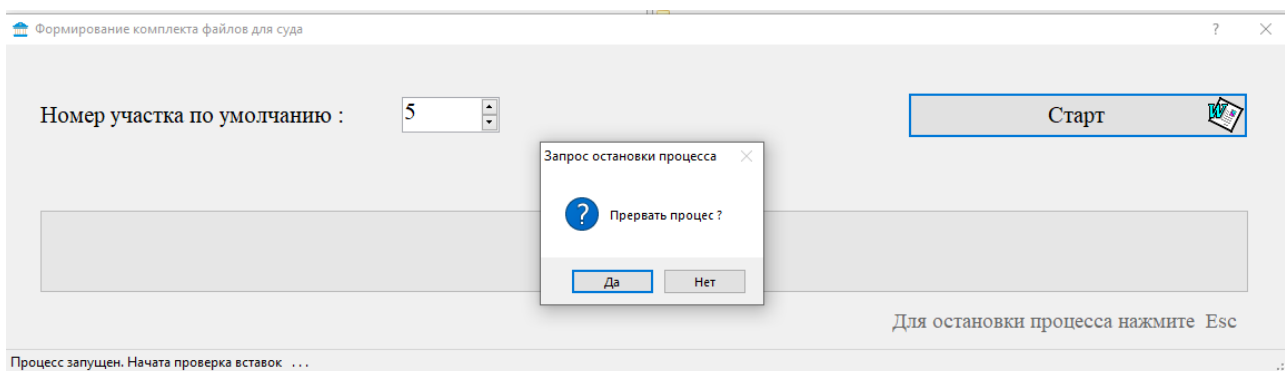 Формирование комплекта файлов для суда ?
Номер участка по умолчанию : 5 Старт
Запрос остановки процесса
Прервать процес ?
Да Нет
Для остановки процесса нажмите Esc
Процесс запущен. Начата проверка вставок ...